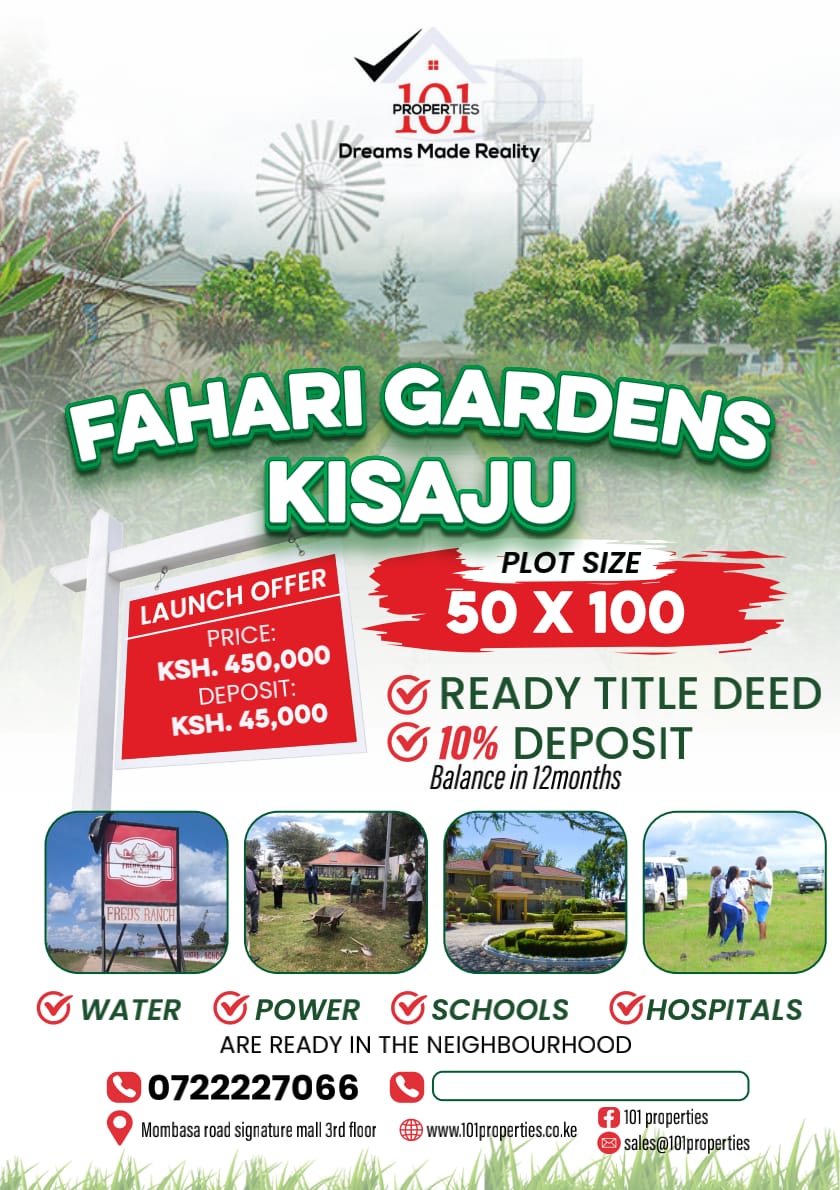 101
PROPERTIES
Dreams Made Reality
FAHARI GARDENS
KISAJU
LAUNCH OFFER
PRICE:
KSH. 450,000
DEPOSIT:
KSH. 45,000
PLOT SIZE
50 X 100
READY TITLE DEED
10% DEPOSIT
Balance in 12months
FRED'S RANCH
FRED'S RANCH
WATER
POWER
SCHOOLS
HOSPITALS
ARE READY IN THE NEIGHBOURHOOD
0722227066
Mombasa road signature mall 3rd floor
www.101properties.co.ke
101 properties
sales@101properties